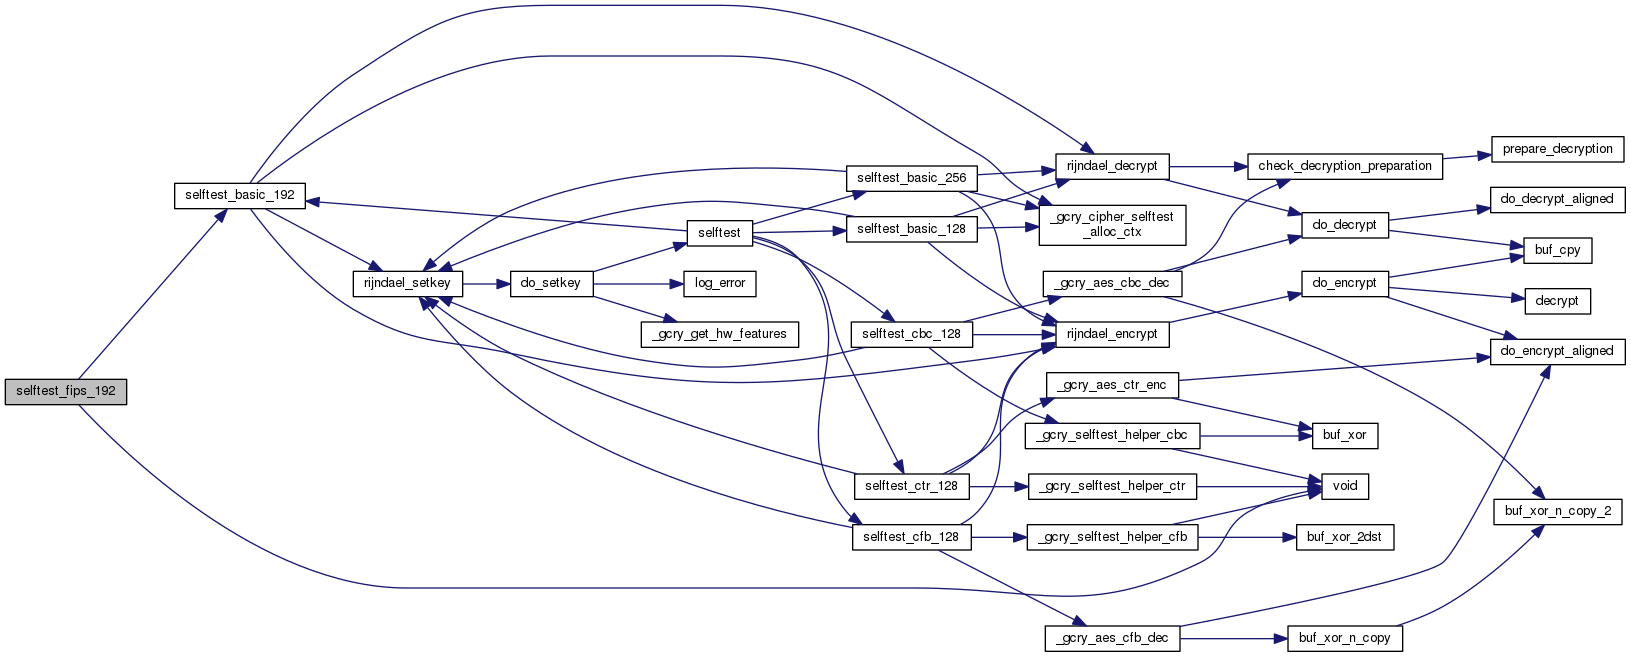 selftest_fips_192
selftest_basic_192
rijndael_setkey
do_setkey
selftest
log_error
_gcry_get_hw_features
selftest_basic_256
selftest_basic_128
selftest_cbc_128
selftest_ctr_128
selftest_cfb_128
rijndael_decrypt
_gcry_cipher_selftest
_alloc_ctx
_gcry_aes_cbc_dec
rijndael_encrypt
_gcry_aes_ctr_enc
_gcry_selftest_helper_cbc
_gcry_selftest_helper_ctr
_gcry_selftest_helper_cfb
_gcry_aes_cfb_dec
check_decryption_preparation
do_decrypt
do_encrypt
buf_xor
void
buf_xor_2dst
buf_xor_n_copy
prepare_decryption
do_decrypt_aligned
buf_cpy
decrypt
do_encrypt_aligned
buf_xor_n_copy_2